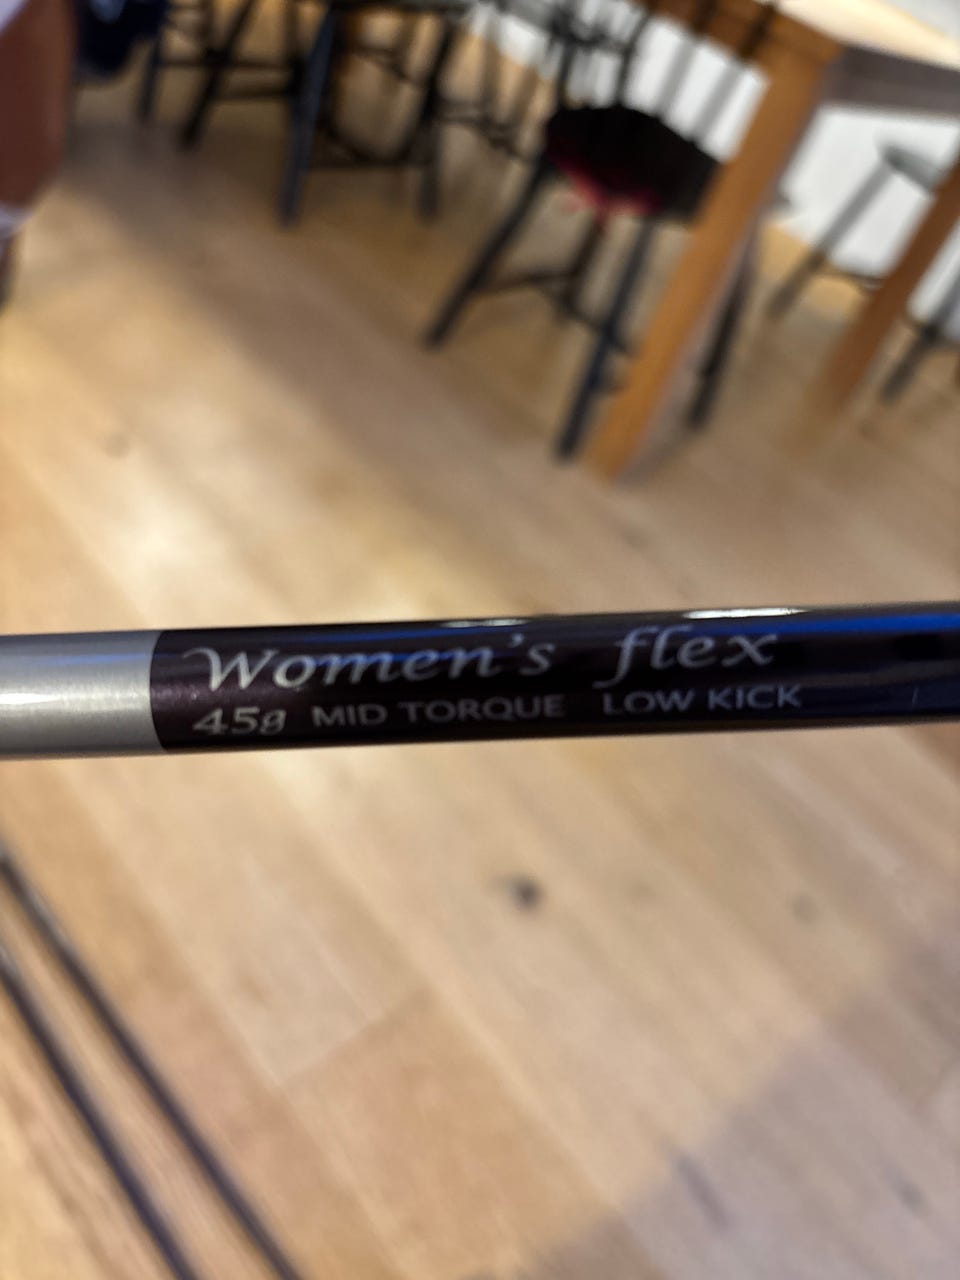 Women's flex
45g MID TORQUE LOW KICK